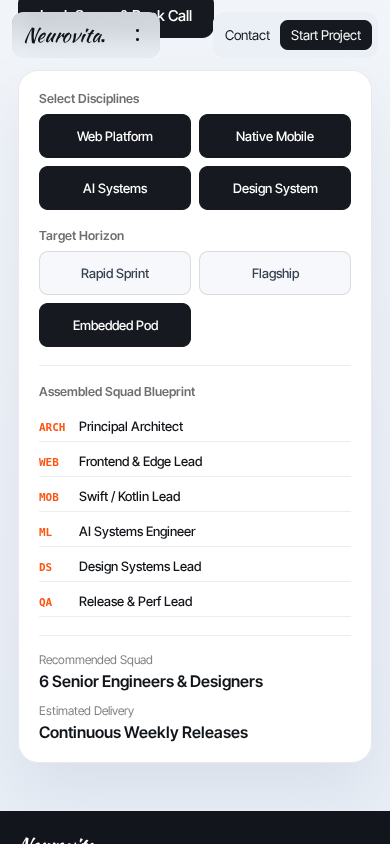 Call
Neurovita.
Contact
Start Project
Select Disciplines
Web Platform
Native Mobile
AI Systems
Design System
Target Horizon
Rapid Sprint
Flagship
Embedded Pod
Assembled Squad Blueprint
ARCH Principal Architect
WEB Frontend & Edge Lead
MOB Swift / Kotlin Lead
ML AI Systems Engineer
DS Design Systems Lead
QA Release & Perf Lead
Recommended Squad
6 Senior Engineers & Designers
Estimated Delivery
Continuous Weekly Releases
Neurovita